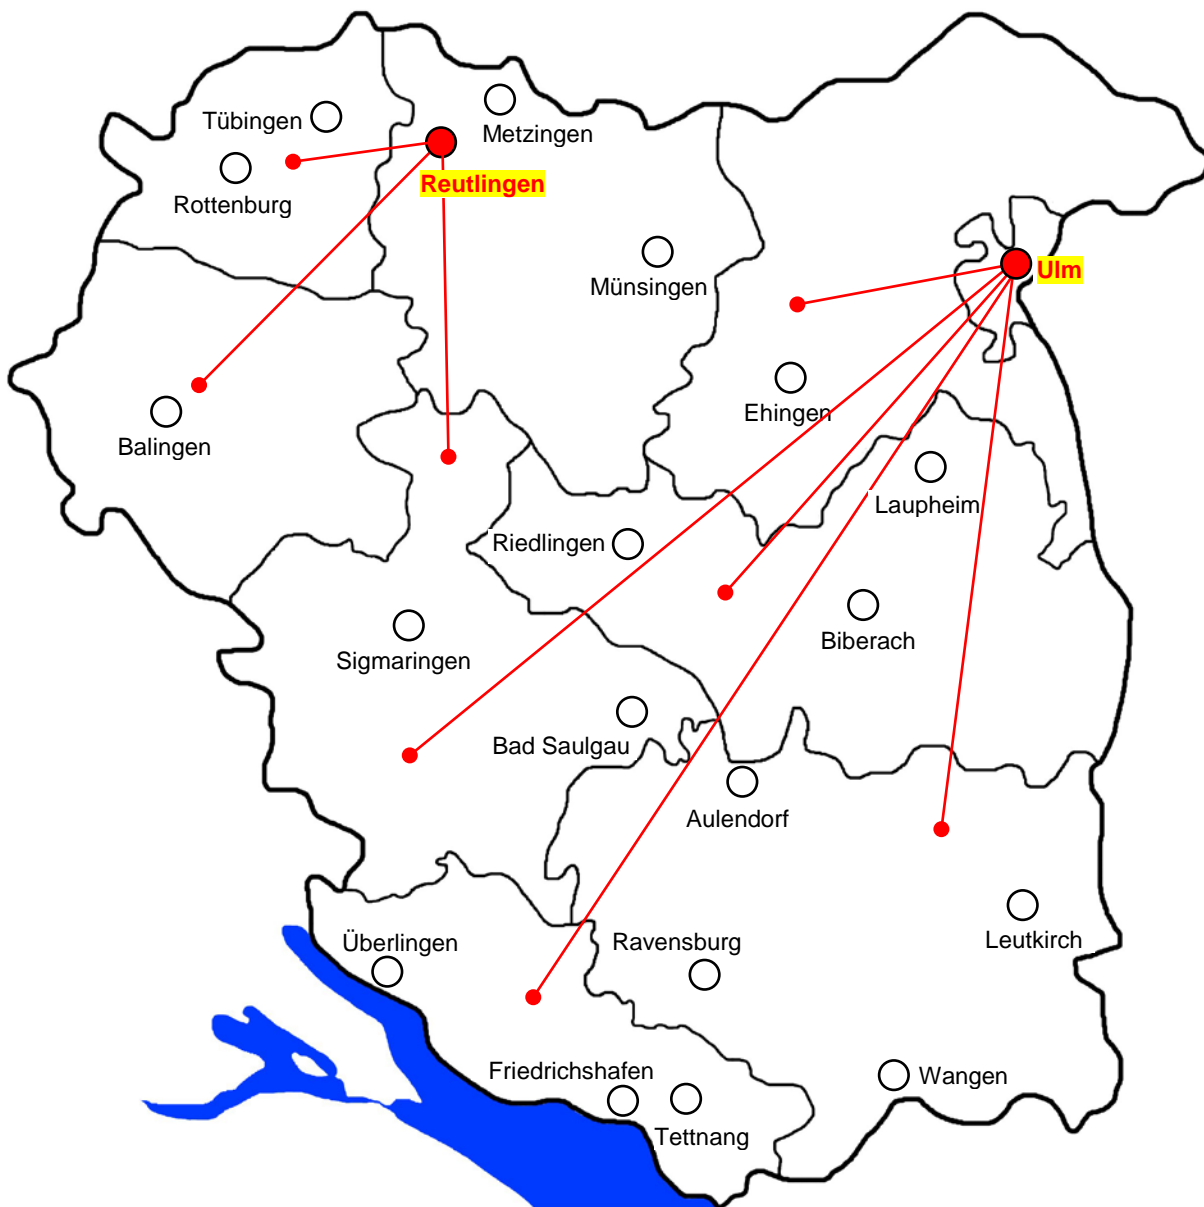 Metzingen
Tübingen
Reutlingen
Rottenburg
Ulm
Münsingen
Ehingen
Balingen
Laupheim
Riedlingen
Biberach
Sigmaringen
Bad Saulgau
Aulendorf
Leutkirch
Überlingen
Ravensburg
Friedrichshafen
Wangen
Tettnang